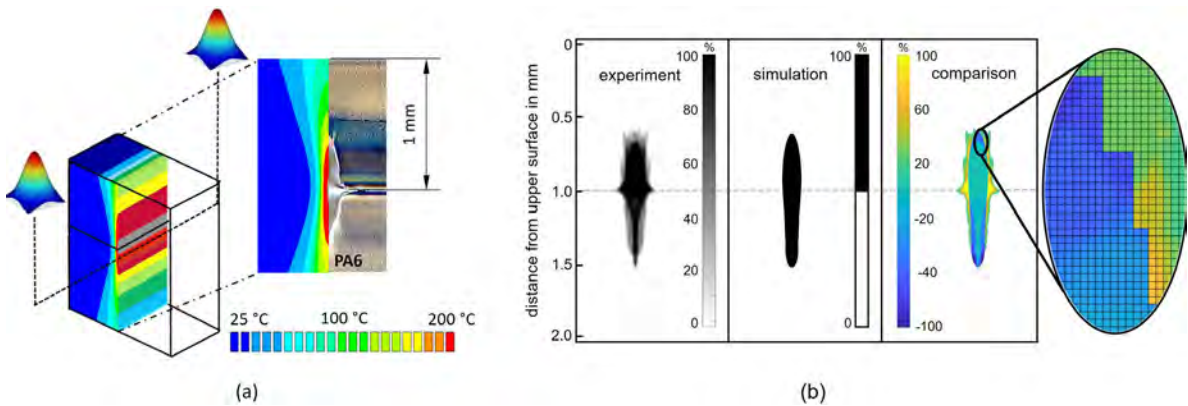 1 mm
PA6
25 °C
100 °C
200 °C
(a)
distance from upper surface in mm
0
0.5
1.0
1.5
2.0
experiment
%
100
80
60
40
20
0
simulation
%
100
0
comparison
%
100
60
20
-20
-40
-100
(b)